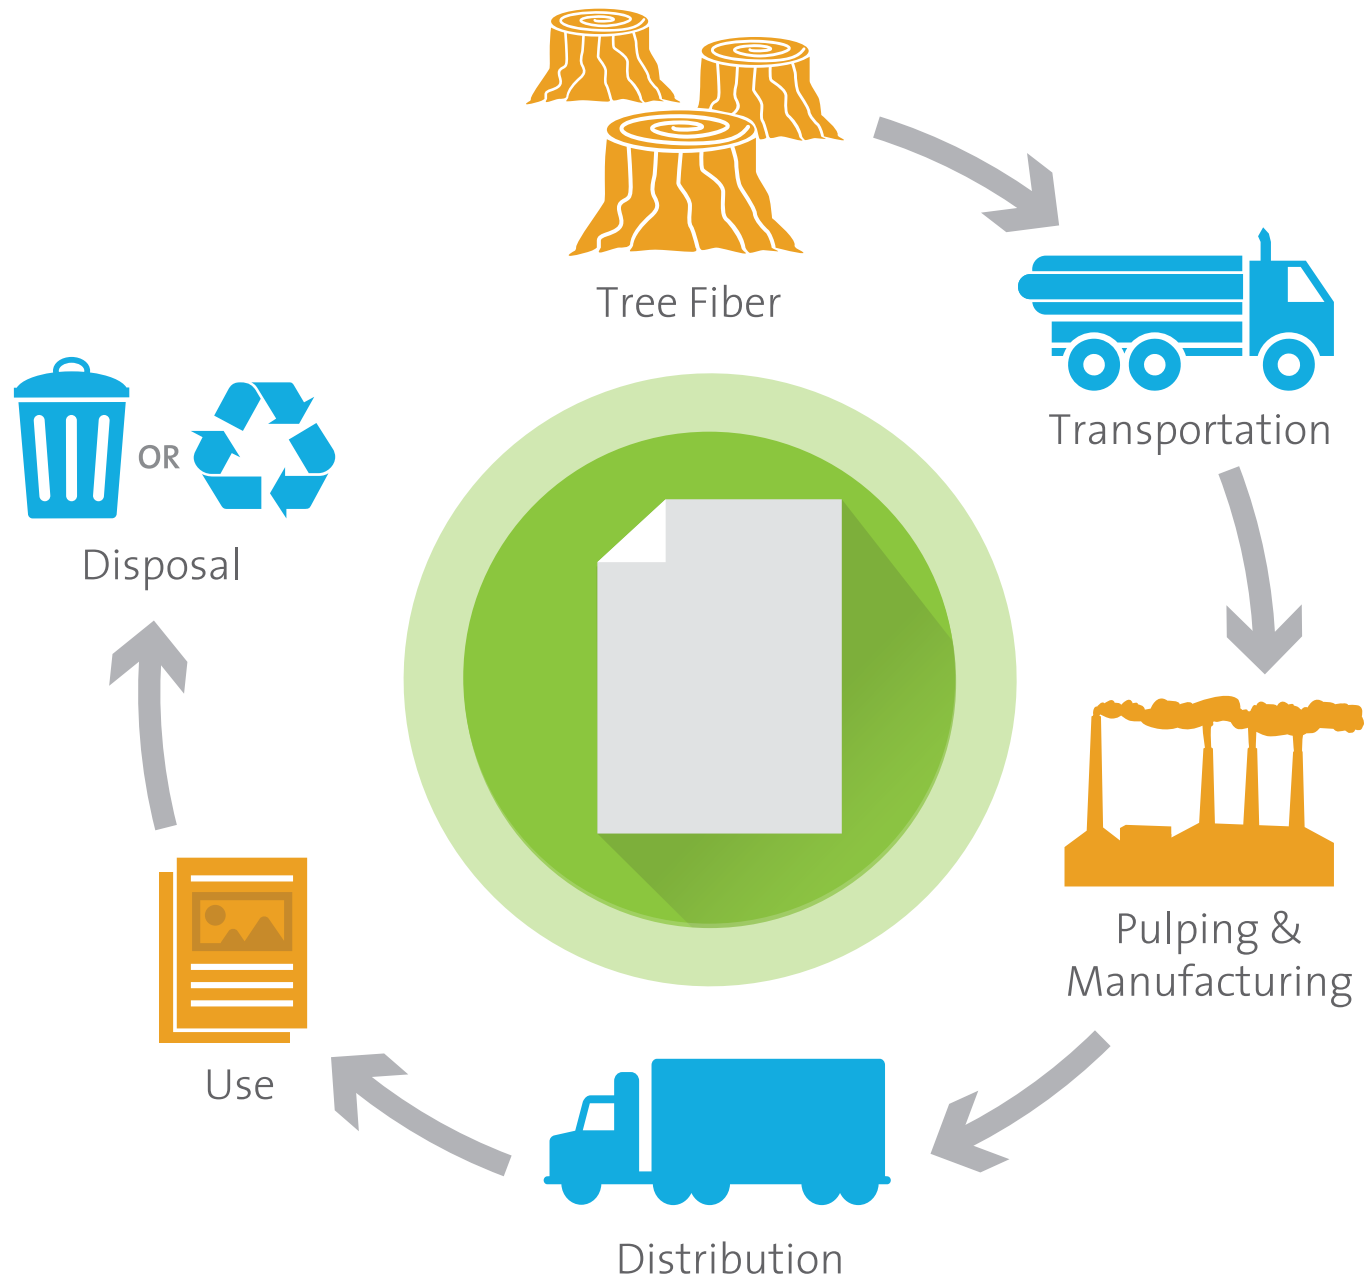 Tree Fiber
Transportation
Pulping &
Manufacturing
Distribution
Use
Disposal
OR